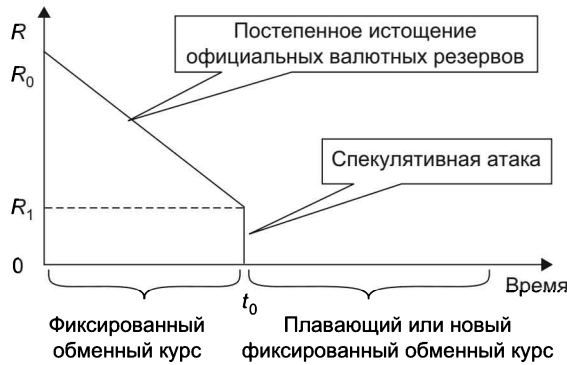 R
Постепенное истощение
официальных валютных резервов
R₀
Спекулятивная атака
R₁
0
Время
t₀
Фиксированный
обменный курс
Плавающий или новый
фиксированный обменный курс